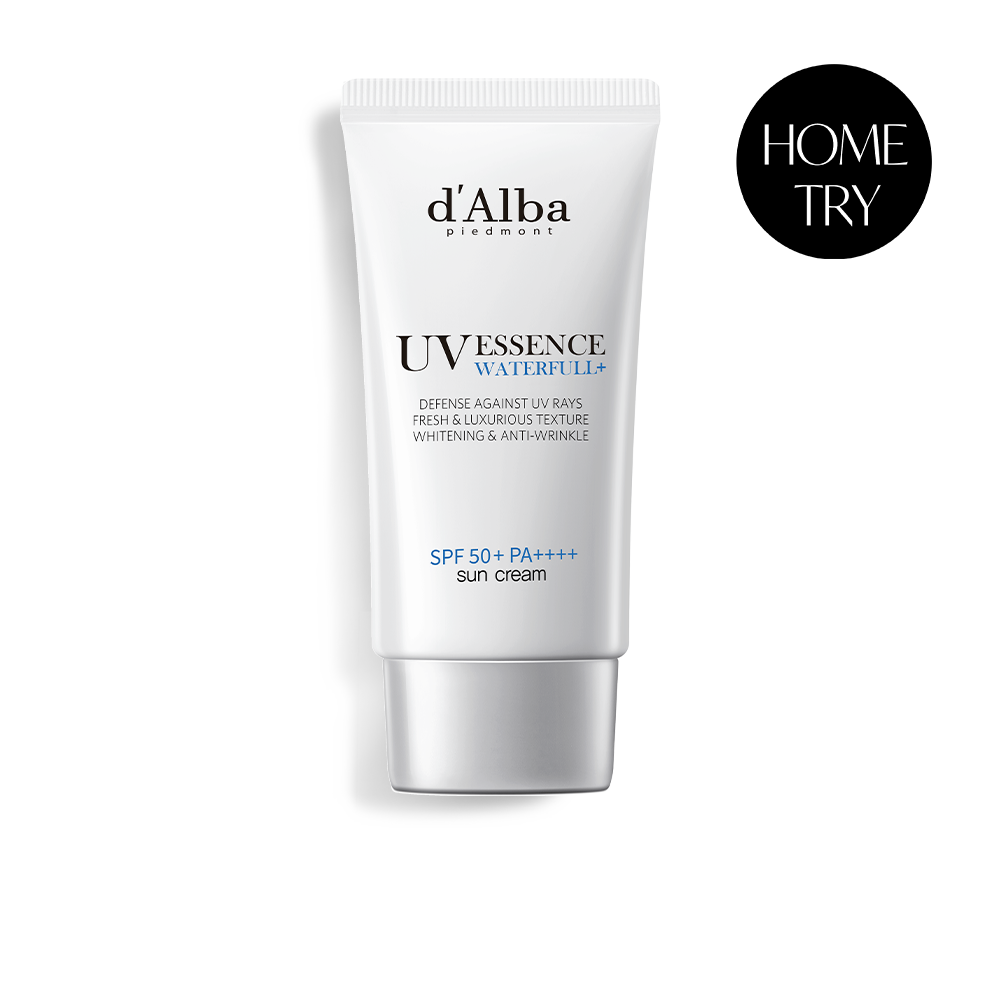 d'Alba
piedmont
UV ESSENCE
WATERFULL+
DEFENSE AGAINST UV RAYS
FRESH & LUXURIOUS TEXTURE
WHITENING & ANTI-WRINKLE
SPF 50+ PA++++
sun cream
HOME
TRY